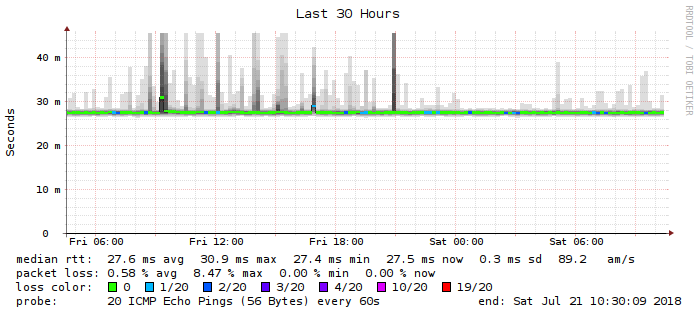 Last 30 Hours
RRDTOOL / TOBI OETIKER
Seconds
40 m
30 m
20 m
10 m
0
Fri 06:00 Fri 12:00 Fri 18:00 Sat 00:00 Sat 06:00
median rtt: 27.6 ms avg 30.9 ms max 27.4 ms min 27.5 ms now 0.3 ms sd 89.2 am/s
packet loss: 0.58 % avg 8.47 % max 0.00 % min 0.00 % now
loss color: 0 1/20 2/20 3/20 4/20 10/20 19/20
probe: 20 ICMP Echo Pings (56 Bytes) every 60s end: Sat Jul 21 10:30:09 2018